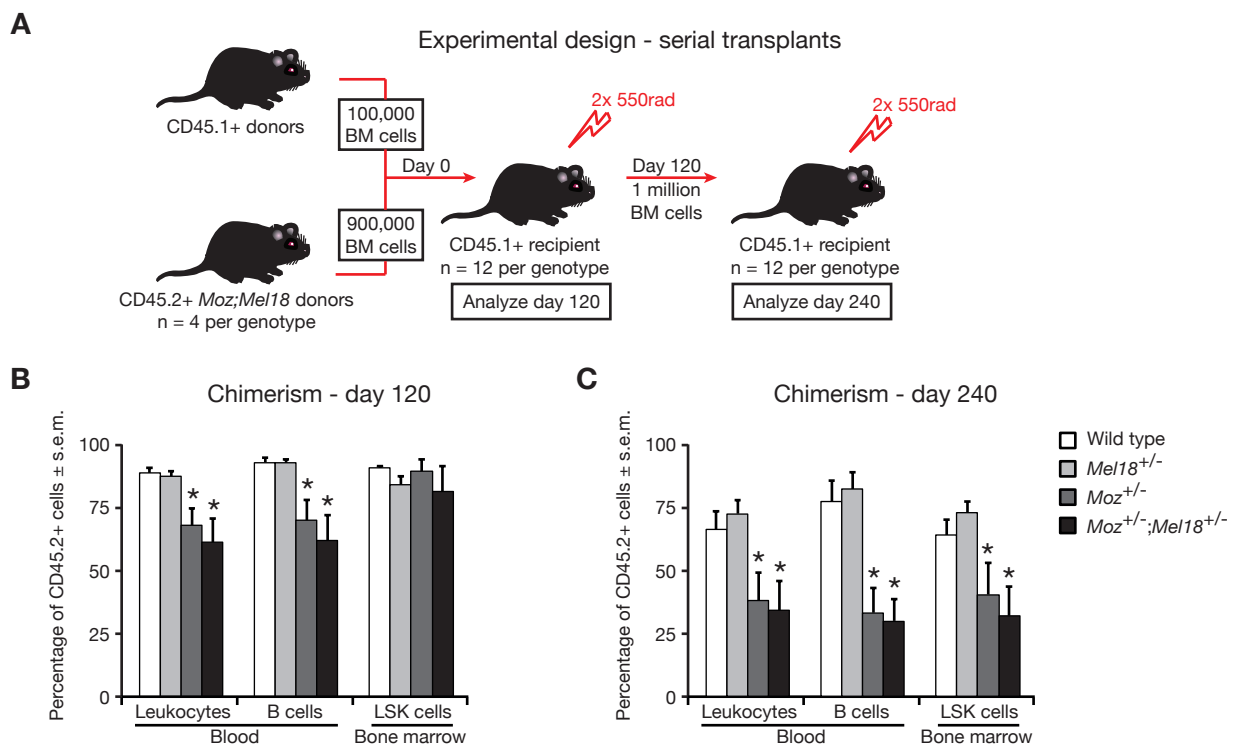 A
Experimental design - serial transplants
CD45.1+ donors
100,000
BM cells
2x 550rad
2x 550rad
Day 0
Day 120
1 million
BM cells
900,000
BM cells
CD45.2+ Moz;Mel18 donors
n = 4 per genotype
CD45.1+ recipient
n = 12 per genotype
Analyze day 120
CD45.1+ recipient
n = 12 per genotype
Analyze day 240
B
Chimerism - day 120
Percentage of CD45.2+ cells ± s.e.m.
100
75
50
25
0
* * * *
Leukocytes B cells LSK cells
Blood Bone marrow
C
Chimerism - day 240
Percentage of CD45.2+ cells ± s.e.m.
100
75
50
25
0
* * * * * *
Leukocytes B cells LSK cells
Blood Bone marrow
Wild type
Mel18+/-
Moz+/-
Moz+/-;Mel18+/-